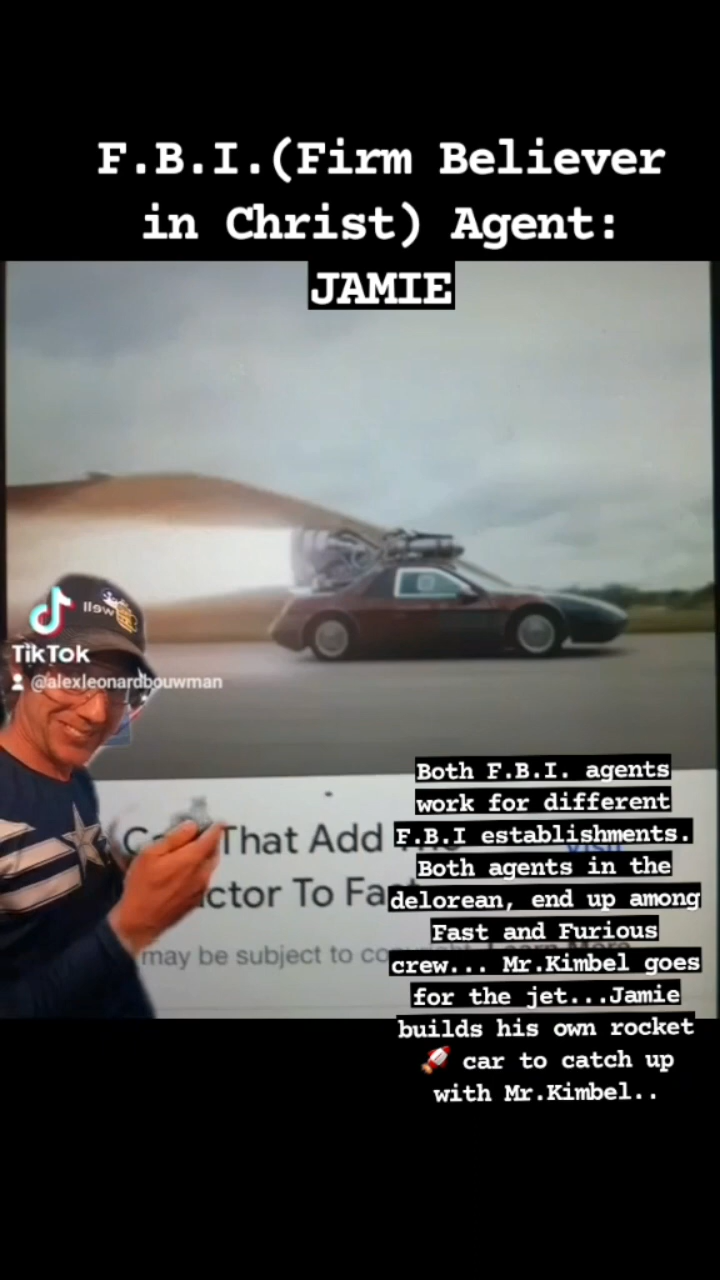 F.B.I.(Firm Believer
in Christ) Agent:
JAMIE
TikTok
@alexleonardbouwman
Both F.B.I. agents
work for different
F.B.I establishments.
Both agents in the
delorean, end up among
Fast and Furious
crew... Mr.Kimbel goes
for the jet...Jamie
builds his own rocket
🚀 car to catch up
with Mr.Kimbel..
That Add
ctor To Fa
may be subject to co